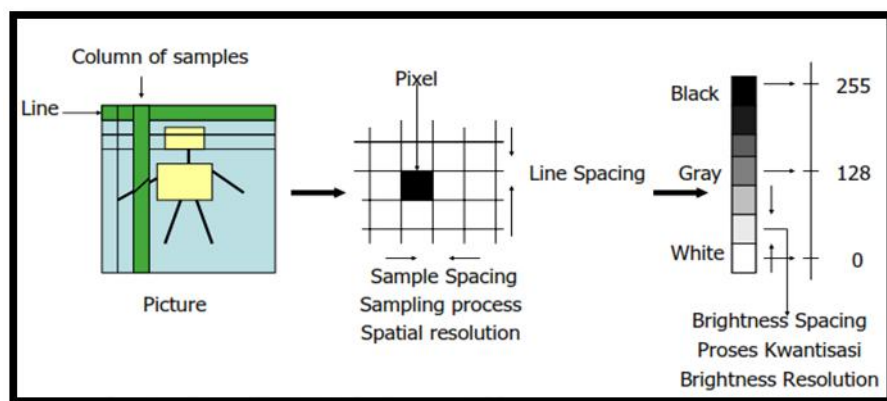 Column of samples
Line
Picture
Pixel
Line Spacing
Sample Spacing
Sampling process
Spatial resolution
Black
255
Gray
128
White
0
Brightness Spacing
Proses Kwantisasi
Brightness Resolution